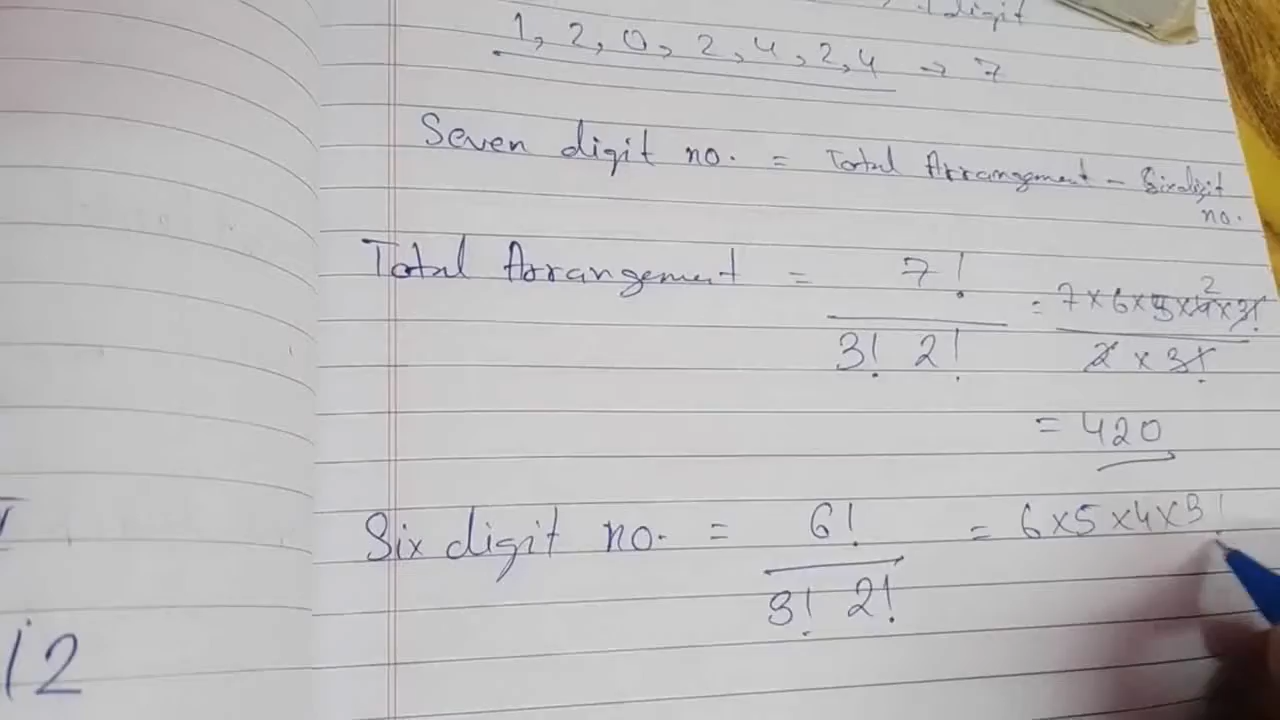 digit
1, 2, 0, 2, 4, 2, 4 → 7
Seven digit no. = Total Arrangement - Sixdigit no.
Total Arrangement = 7! / 3! 2! = 7×6×5×4×3! / 2 × 3!
2
= 420
Six digit no. = 6! / 3! 2! = 6×5×4×3!
12